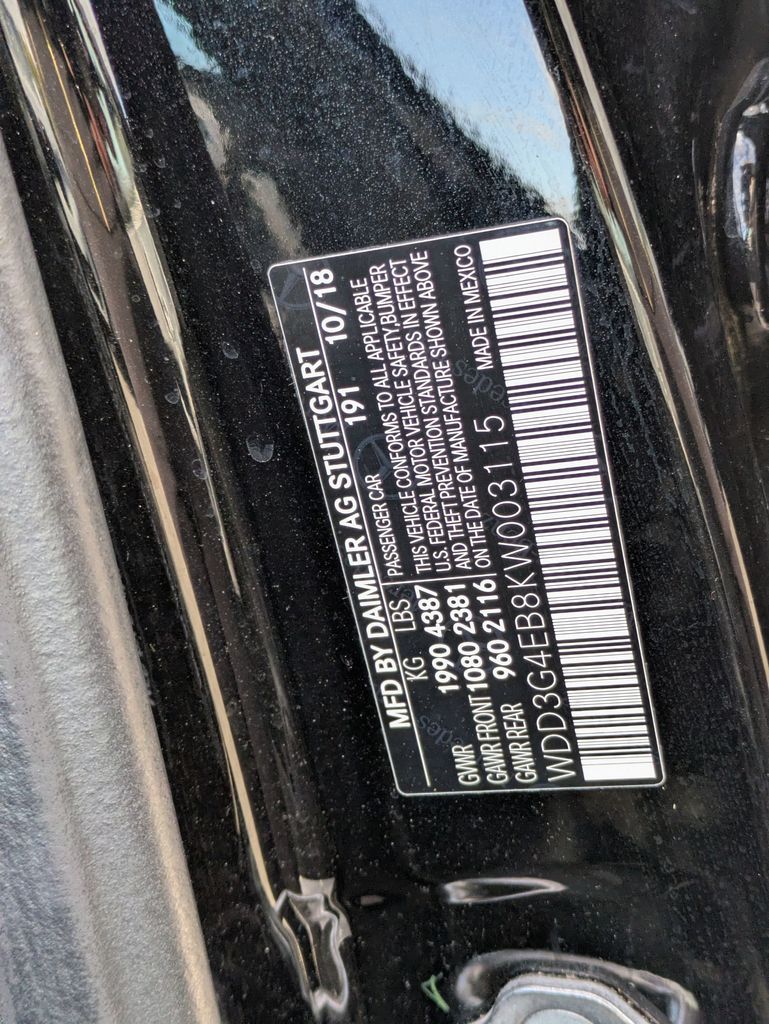 MFD BY DAIMLER AG STUTTGART
KG LBS 191 10/18
GWWR 1990 4387
GAWR FRONT 1080 2381
GAWR REAR 960 2116
PASSENGER CAR
THIS VEHICLE CONFORMS TO ALL APPLICABLE
U.S. FEDERAL MOTOR VEHICLE SAFETY,BUMPER
AND THEFT PREVENTION STANDARDS IN EFFECT
ON THE DATE OF MANUFACTURE SHOWN ABOVE
WDD3G4EB8KW003115 MADE IN MEXICO